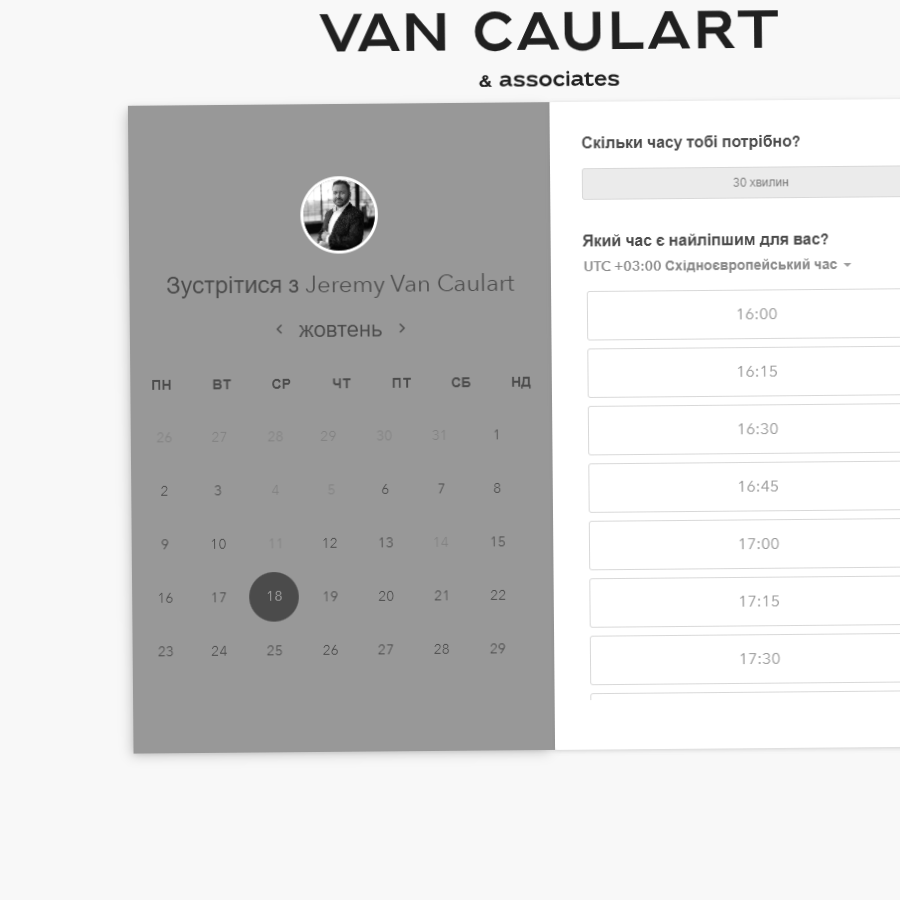 VAN CAULART
& associates
Зустрітися з Jeremy Van Caulart
жовтень
ПН ВТ СР ЧТ ПТ СБ НД
26 27 28 29 30 31 1
2 3 4 5 6 7 8
9 10 11 12 13 14 15
16 17 18 19 20 21 22
23 24 25 26 27 28 29
Скільки часу тобі потрібно?
30 хвилин
Який час є найліпшим для вас?
UTC +03:00 Східноєвропейський час
16:00
16:15
16:30
16:45
17:00
17:15
17:30